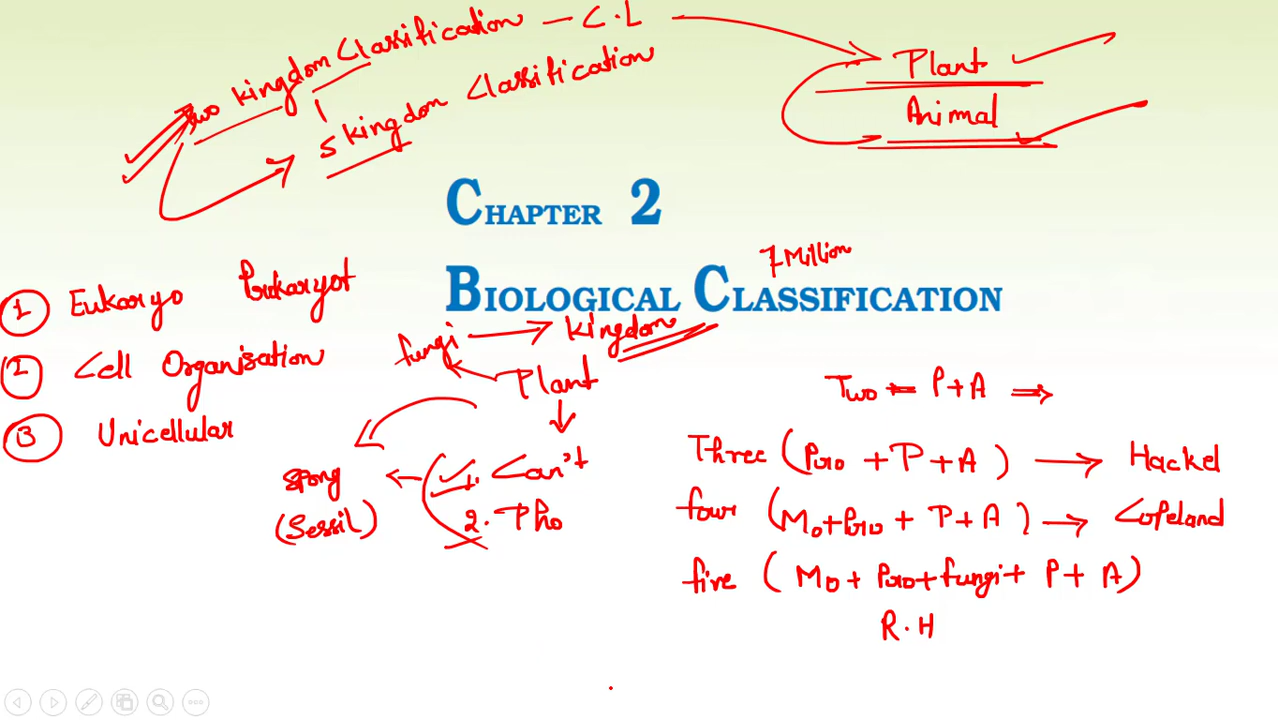 Two Kingdom Classification - C.L
Plant
5 Kingdom Classification
Animal
CHAPTER 2
7 Million
BIOLOGICAL CLASSIFICATION
1 Eukaryo Prukaryot
fungi → Kingdom
2 Cell Organisation
Plant
Two = P+A ⇒
3 Unicellular
Three (Pro + P + A) → Hackel
spong ← 1. Can't
(Sessil) 2. Pho
four (Mo+Pro + P + A) → Copeland
five (Mo + Pro + fungi + P + A)
R.H